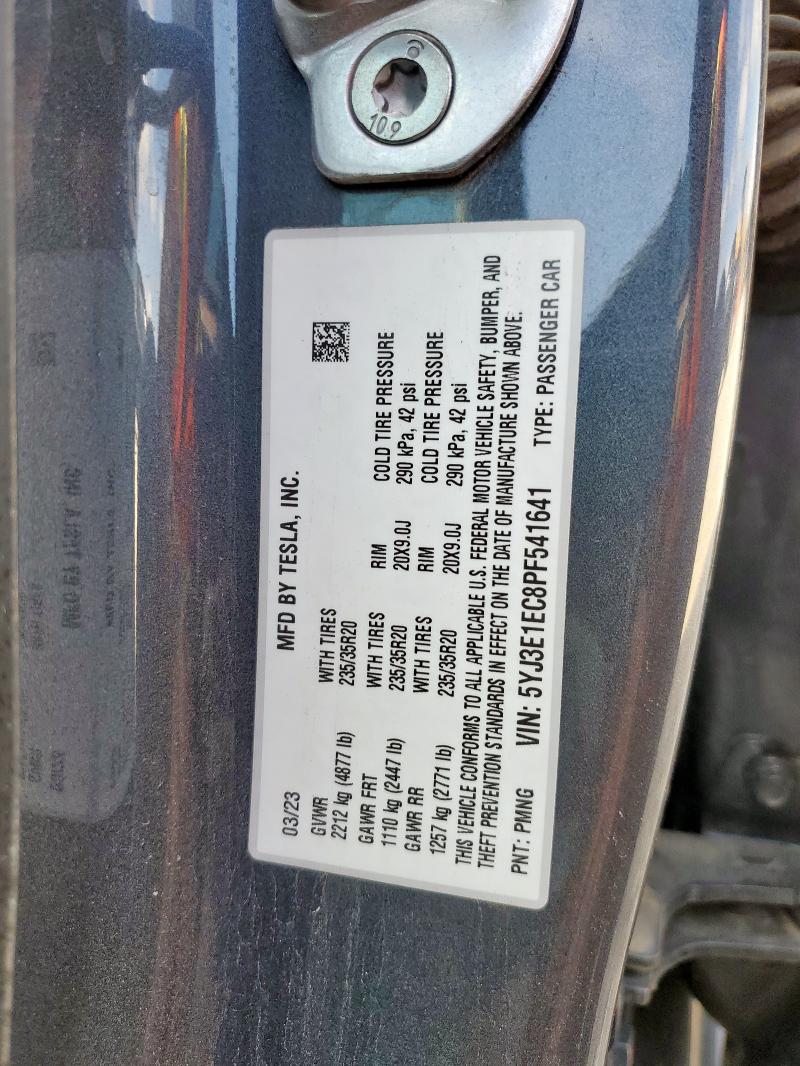 10.9
03/23 MFD BY TESLA, INC.
GVWR WITH TIRES
2212 kg (4877 lb) 235/35R20
GAWR FRT WITH TIRES RIM COLD TIRE PRESSURE
1110 kg (2447 lb) 235/35R20 20X9.0J 290 kPa, 42 psi
GAWR RR WITH TIRES RIM COLD TIRE PRESSURE
1257 kg (2771 lb) 235/35R20 20X9.0J 290 kPa, 42 psi
THIS VEHICLE CONFORMS TO ALL APPLICABLE U.S. FEDERAL MOTOR VEHICLE SAFETY, BUMPER, AND
THEFT PREVENTION STANDARDS IN EFFECT ON THE DATE OF MANUFACTURE SHOWN ABOVE.
PNT: PMNG VIN: 5YJ3E1EC8PF541641 TYPE: PASSENGER CAR